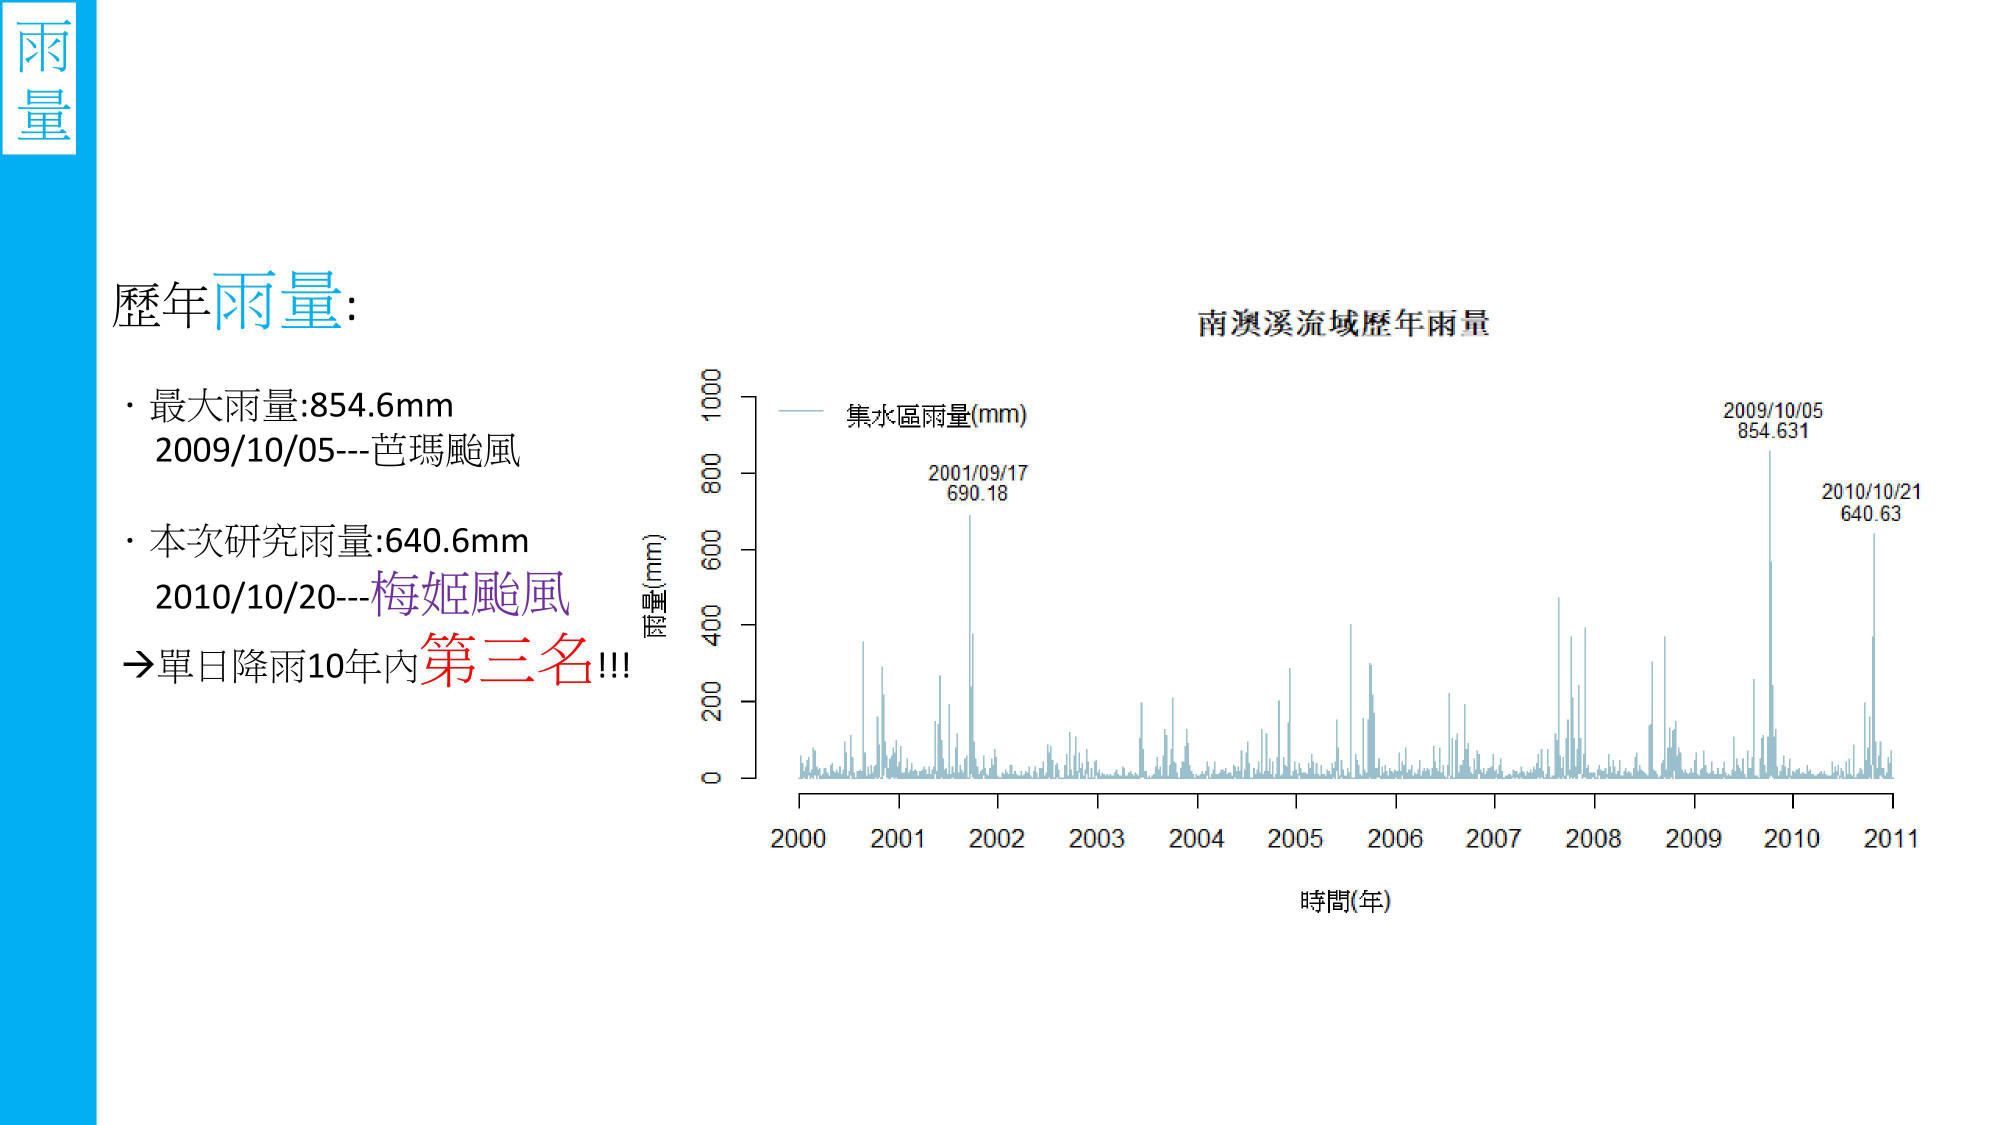 雨
量
歷年雨量:
・最大雨量:854.6mm
2009/10/05---芭瑪颱風
・本次研究雨量:640.6mm
2010/10/20---梅姬颱風
→單日降雨10年內第三名!!!
南澳溪流域歷年雨量
集水區雨量(mm)
2001/09/17
690.18
2009/10/05
854.631
2010/10/21
640.63
雨量(mm)
1000
800
600
400
200
0
2000 2001 2002 2003 2004 2005 2006 2007 2008 2009 2010 2011
時間(年)